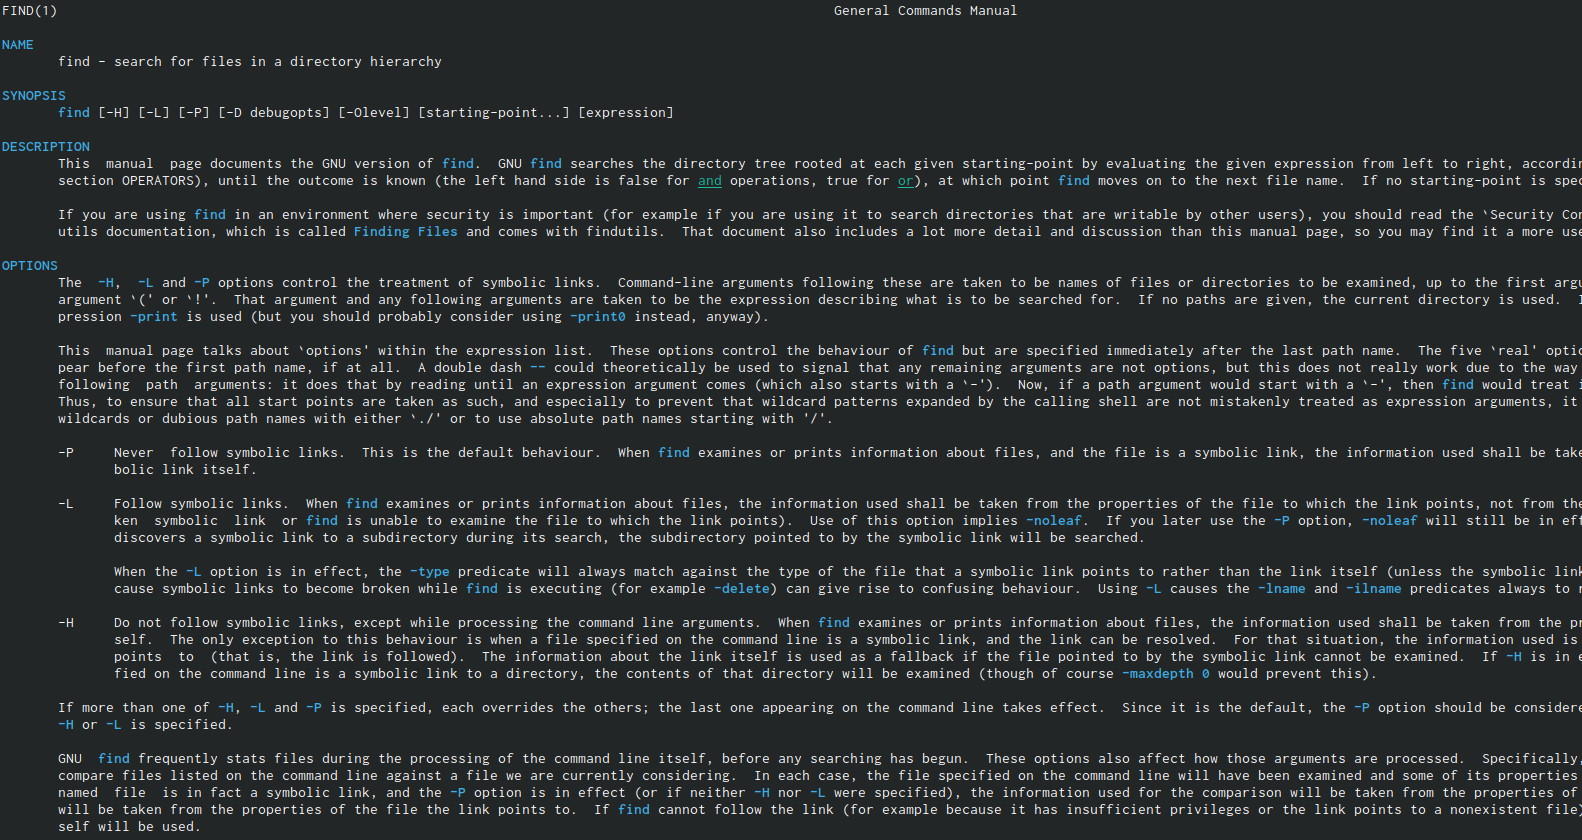 FIND(1) General Commands Manual
NAME
find - search for files in a directory hierarchy
SYNOPSIS
find [-H] [-L] [-P] [-D debugopts] [-Olevel] [starting-point...] [expression]
DESCRIPTION
This manual page documents the GNU version of find. GNU find searches the directory tree rooted at each given starting-point by evaluating the given expression from left to right,
section OPERATORS), until the outcome is known (the left hand side is false for and operations, true for or), at which point find moves on to the next file name. If no starting-point is
If you are using find in an environment where security is important (for example if you are using it to search directories that are writable by other users), you should read the `Security
utils documentation, which is called Finding Files and comes with findutils. That document also includes a lot more detail and discussion than this manual page, so you may find it a more
OPTIONS
The -H, -L and -P options control the treatment of symbolic links. Command-line arguments following these are taken to be names of files or directories to be examined, up to the first
argument `(' or `!'. That argument and any following arguments are taken to be the expression describing what is to be searched for. If no paths are given, the current directory is used.
pression -print is used (but you should probably consider using -print0 instead, anyway).
This manual page talks about `options' within the expression list. These options control the behaviour of find but are specified immediately after the last path name. The five `real'
pear before the first path name, if at all. A double dash -- could theoretically be used to signal that any remaining arguments are not options, but this does not really work due to the way
following path arguments: it does that by reading until an expression argument comes (which also starts with a `-'). Now, if a path argument would start with a `-', then find would treat
Thus, to ensure that all start points are taken as such, and especially to prevent that wildcard patterns expanded by the calling shell are not mistakenly treated as expression arguments, it
wildcards or dubious path names with either `./' or to use absolute path names starting with '/'.
-P Never follow symbolic links. This is the default behaviour. When find examines or prints information about files, and the file is a symbolic link, the information used shall be
bolic link itself.
-L Follow symbolic links. When find examines or prints information about files, the information used shall be taken from the properties of the file to which the link points, not from the
ken symbolic link or find is unable to examine the file to which the link points). Use of this option implies -noleaf. If you later use the -P option, -noleaf will still be in
discovers a symbolic link to a subdirectory during its search, the subdirectory pointed to by the symbolic link will be searched.
When the -L option is in effect, the -type predicate will always match against the type of the file that a symbolic link points to rather than the link itself (unless the symbolic link
cause symbolic links to become broken while find is executing (for example -delete) can give rise to confusing behaviour. Using -L causes the -lname and -ilname predicates always to
-H Do not follow symbolic links, except while processing the command line arguments. When find examines or prints information about files, the information used shall be taken from the
self. The only exception to this behaviour is when a file specified on the command line is a symbolic link, and the link can be resolved. For that situation, the information used is
points to (that is, the link is followed). The information about the link itself is used as a fallback if the file pointed to by the symbolic link cannot be examined. If -H is in
fied on the command line is a symbolic link to a directory, the contents of that directory will be examined (though of course -maxdepth 0 would prevent this).
If more than one of -H, -L and -P is specified, each overrides the others; the last one appearing on the command line takes effect. Since it is the default, the -P option should be
-H or -L is specified.
GNU find frequently stats files during the processing of the command line itself, before any searching has begun. These options also affect how those arguments are processed. Specifically,
compare files listed on the command line against a file we are currently considering. In each case, the file specified on the command line will have been examined and some of its properties
named file is in fact a symbolic link, and the -P option is in effect (or if neither -H nor -L were specified), the information used for the comparison will be taken from the properties of
will be taken from the properties of the file the link points to. If find cannot follow the link (for example because it has insufficient privileges or the link points to a nonexistent file)
self will be used.